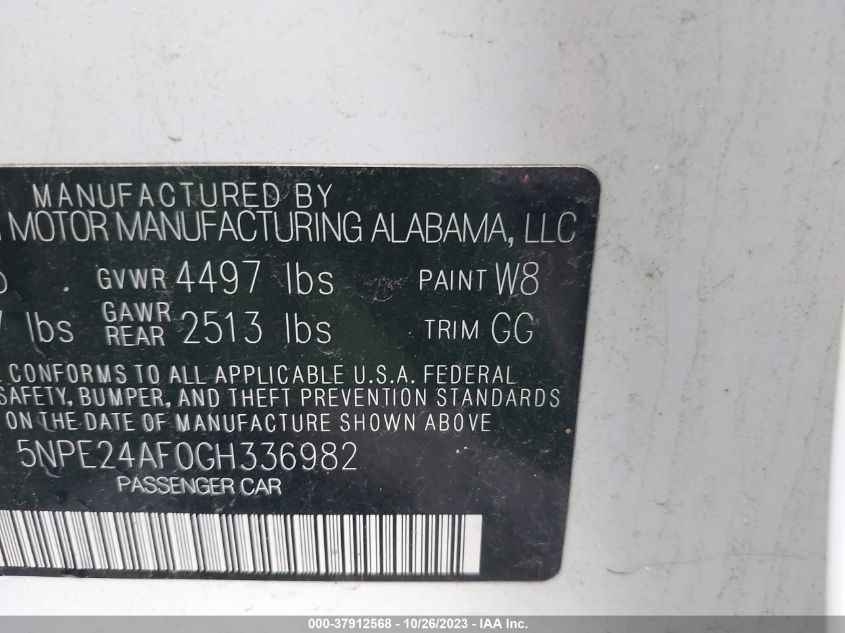 MANUFACTURED BY
MOTOR MANUFACTURING ALABAMA, LLC
GVWR 4497 lbs PAINT W8
lbs GAWR REAR 2513 lbs TRIM GG
CONFORMS TO ALL APPLICABLE U.S.A. FEDERAL
SAFETY, BUMPER, AND THEFT PREVENTION STANDARDS
ON THE DATE OF MANUFACTURE SHOWN ABOVE
5NPE24AF0GH336982
PASSENGER CAR
000-37912568 - 10/26/2023 - © IAA Inc.